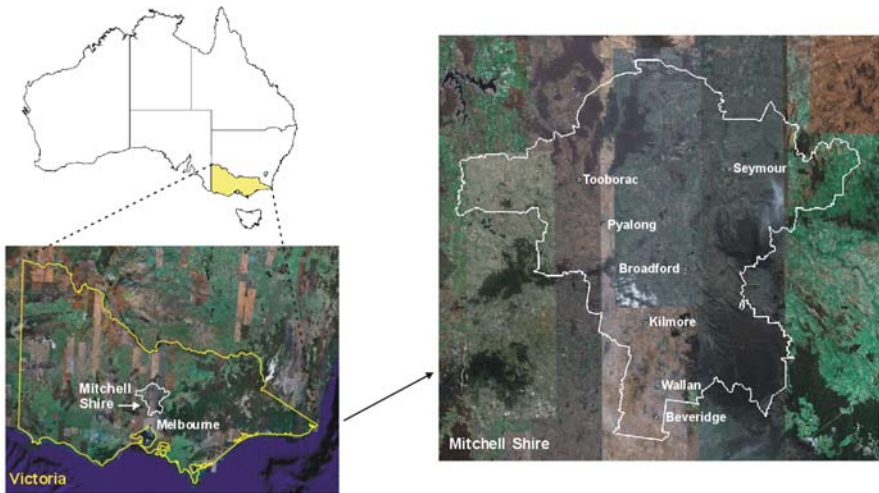 Mitchell
Shire
Melbourne
Victoria
Tooborac
Seymour
Pyalong
Broadford
Kilmore
Wallan
Beveridge
Mitchell Shire